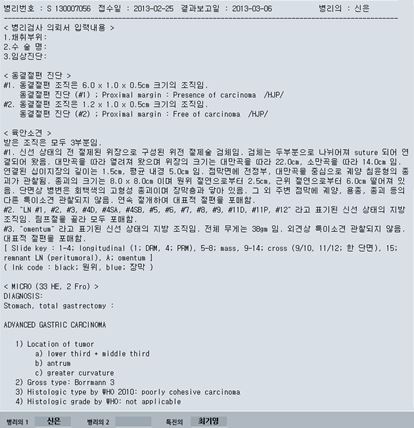 병리번호 : S 130007056 접수일 : 2013-02-25 결과보고일 : 2013-03-06 병리의 : 신은
< 병리검사 의뢰서 입력내용 >
1.채취부위:
2.수 술 명:
3.임상진단:
< 동결절편 진단 >
#1. 동결절편 조직은 6.0 x 1.0 x 0.5cm 크기의 조직임.
동결절편 진단 (#1) ; Proximal margin : Presence of carcinoma /HJP/
#2. 동결절편 조직은 1.2 x 1.0 x 0.5cm 크기의 조직임.
동결절편 진단 (#2) ; Proximal margin : Free of carcinoma /HJP/
< 육안소견 >
받은 조직은 모두 3부분임.
#1. 신선 상태의 전 절제된 위장으로 구성된 위전 절제술 검체임. 검체는 두부분으로 나뉘어져 suture 되어 연
결되어 왔음. 대만곡을 따라 열려져 왔으며 위장의 크기는 대만곡을 따라 22.0cm, 소만곡을 따라 14.0cm 임.
연결된 십이지장의 길이는 1.5cm, 평균 내경 5.0cm 임. 점막면에 전정부, 대만곡을 중심으로 궤양 침윤형의 종
괴가 관찰됨. 종괴의 크기는 8.0 x 8.0cm 이며 원위 절연으로부터 2.5cm, 근위 절연으로부터 6.0cm 떨어져 있
음. 단면상 병변은 회백색의 고형성 종괴이며 장막층과 닿아 있음. 그 외 주변 점막에 궤양, 용종, 종괴 등의
다른 특이소견 관찰되지 않음. 연속 절개하여 대표적 절편을 포매함.
#2. "LN #1, #2, #3, #4D, #4SA, #4SB, #5, #6, #7, #8, #9, #11D, #11P, #12" 라고 표기된 신선 상태의 지방
조직임. 림프절을 골라 모두 포매함.
#3. "omentum" 라고 표기된 신선 상태의 지방 조직임. 전체 무게는 38gm 임. 외견상 특이소견 관찰되지 않음.
대표적 절편을 포매함.
[ Slide key : 1-4; longitudinal (1; DRM, 4; PRM), 5-8; mass, 9-14; cross (9/10, 11/12; 한 단면), 15;
remnant LN (peritumoral), A; omentum ]
( Ink code : black; 원위, blue; 장막 )
< MICRO (33 HE, 2 Fro) >
DIAGNOSIS:
Stomach, total gastrectomy :
ADVANCED GASTRIC CARCINOMA
1) Location of tumor
a) lower third + middle third
b) antrum
c) greater curvature
2) Gross type: Borrmann 3
3) Histologic type by WHO 2010: poorly cohesive carcinoma
4) Histologic grade by WHO: not applicable
병리의 1 신은 병리의 2 특진의 최기영